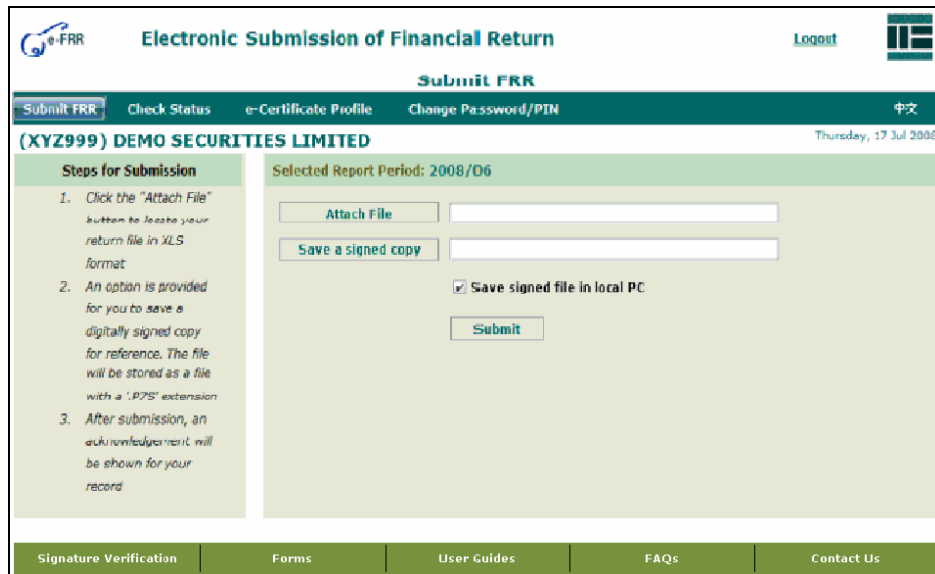 e-FRR
Electronic Submission of Financial Return
Logout
Submit FRR
Submit FRR
Check Status
e-Certificate Profile
Change Password/PIN
中文
(XYZ999) DEMO SECURITIES LIMITED
Thursday, 17 Jul 2008
Steps for Submission
1. Click the "Attach File"
button to locate your
return file in XLS
format
2. An option is provided
for you to save a
digitally signed copy
for reference. The file
will be stored as a file
with a '.P7S' extension
3. After submission, an
acknowledgement will
be shown for your
record
Selected Report Period: 2008/06
Attach File
Save a signed copy
Save signed file in local PC
Submit
Signature Verification
Forms
User Guides
FAQs
Contact Us